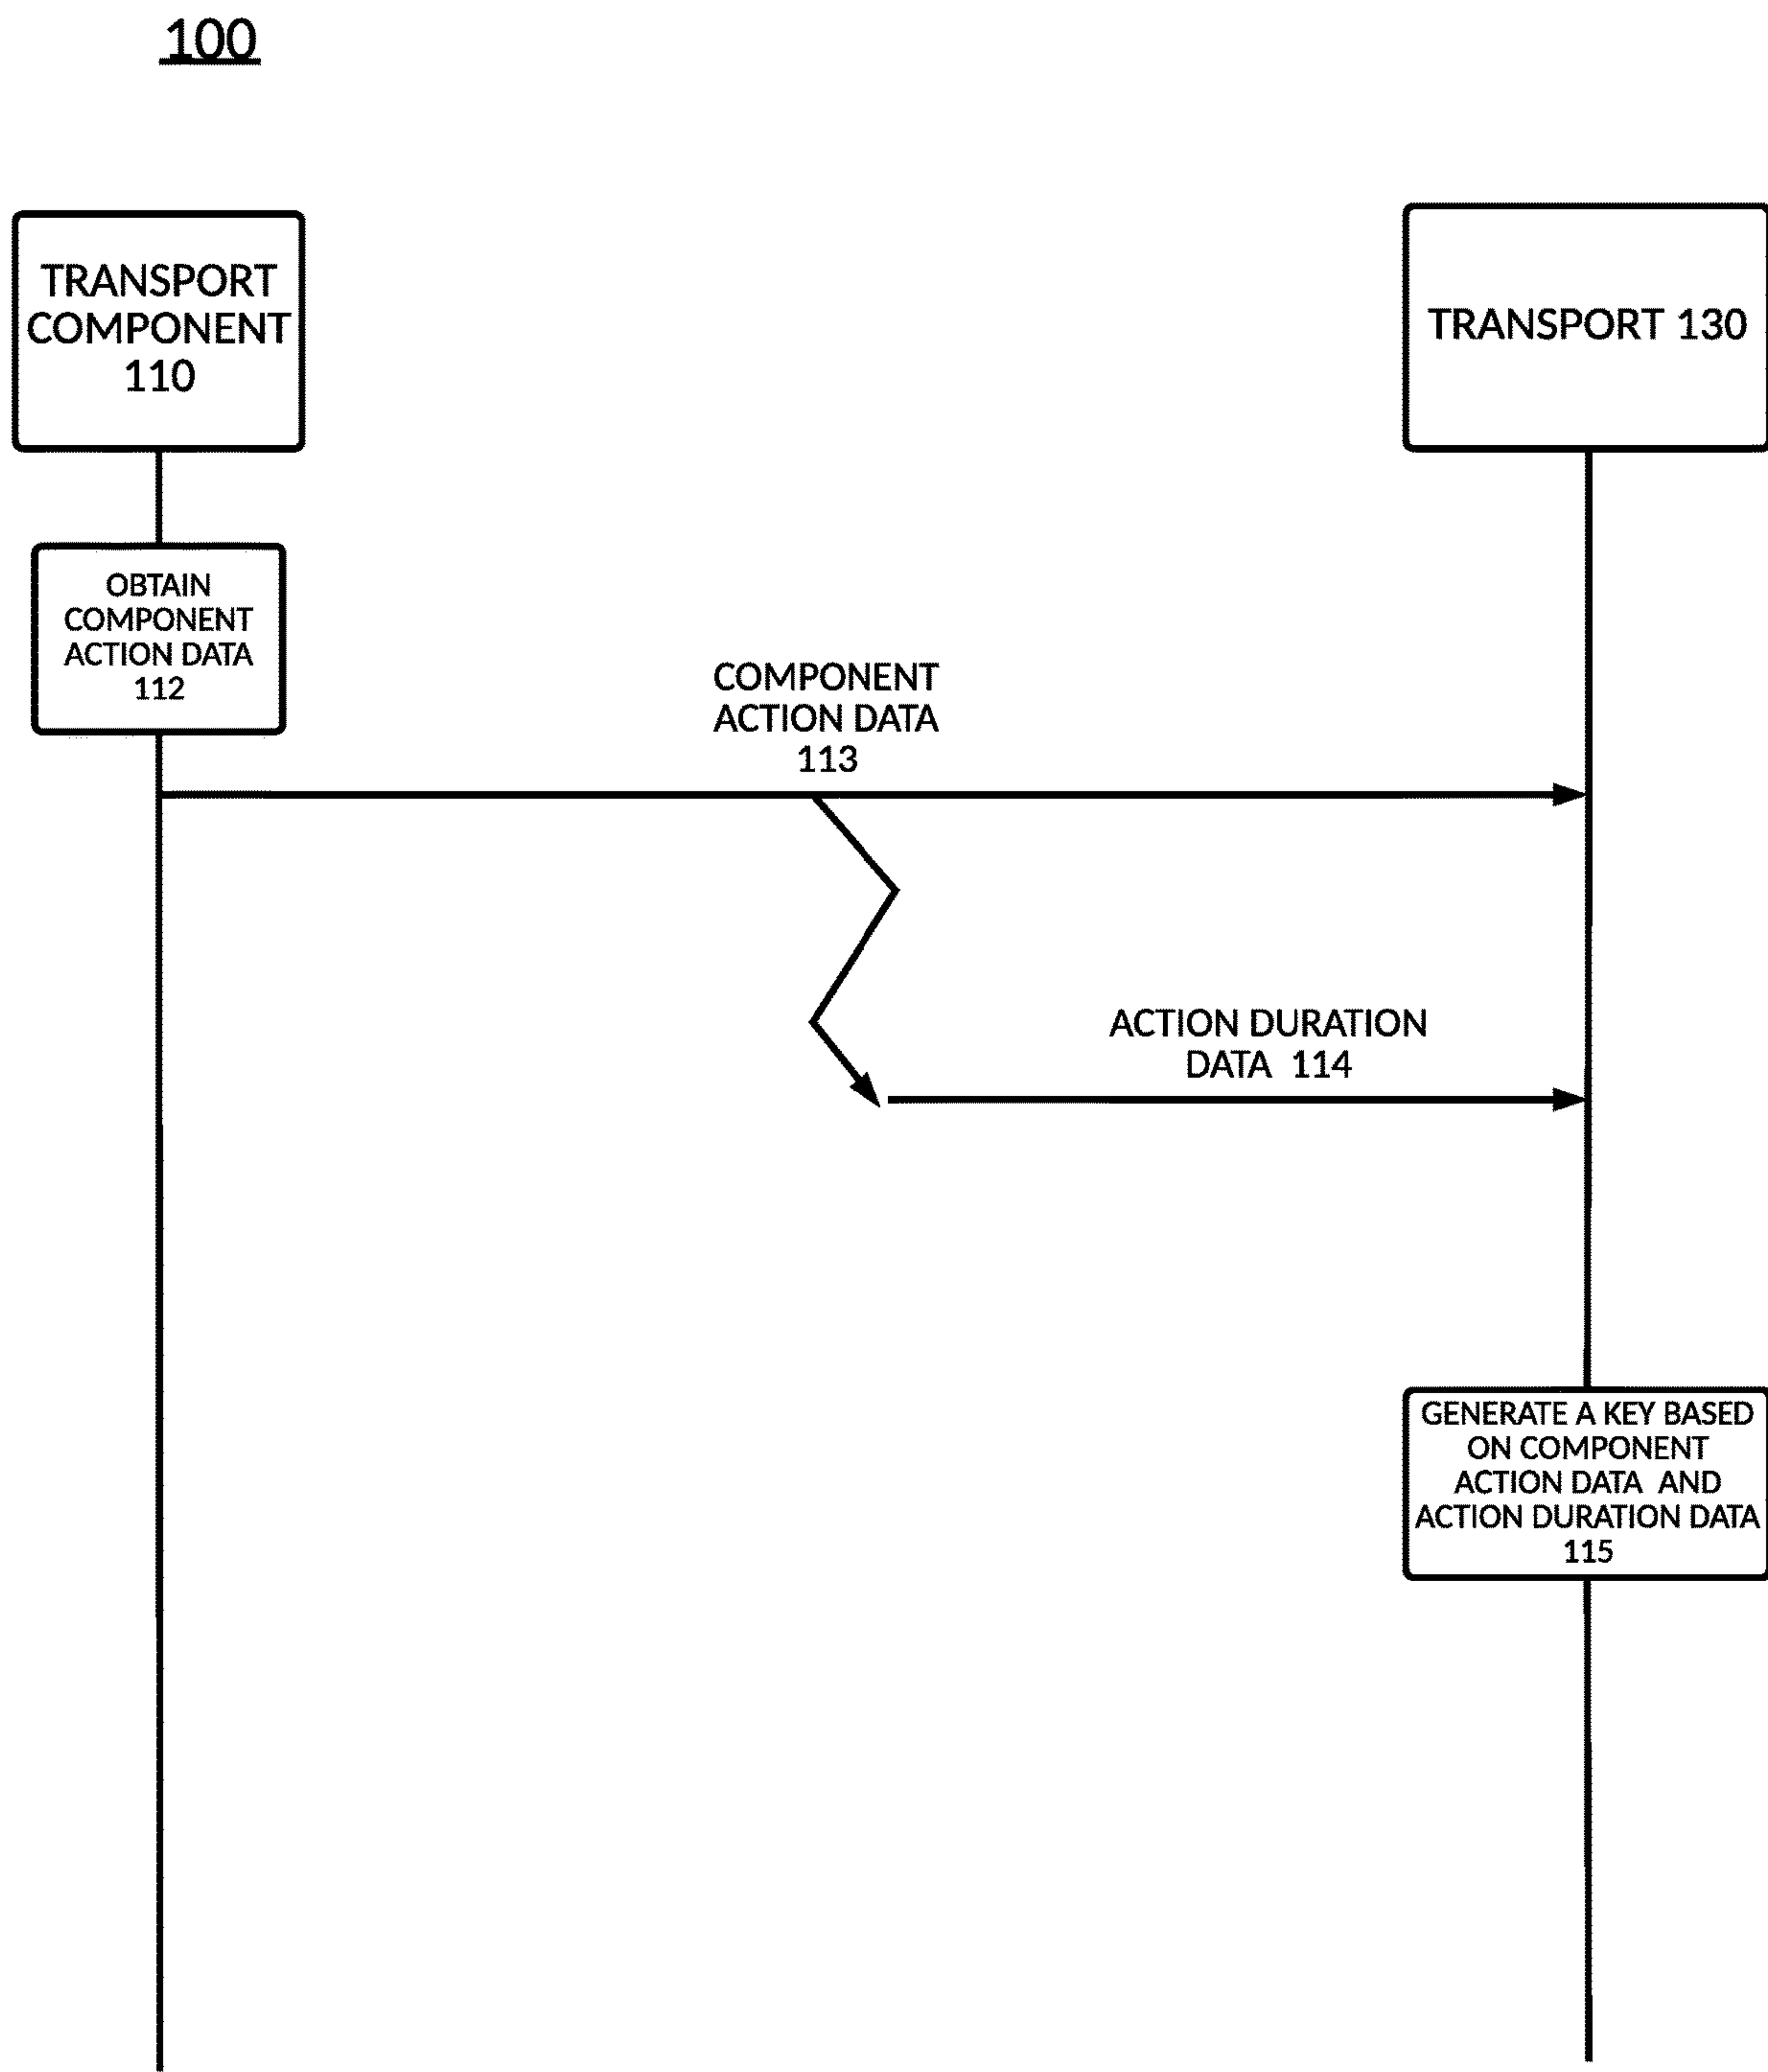 100
TRANSPORT
COMPONENT
110
TRANSPORT 130
OBTAIN
COMPONENT
ACTION DATA
112
COMPONENT
ACTION DATA
113
ACTION DURATION
DATA 114
GENERATE A KEY BASED
ON COMPONENT
ACTION DATA AND
ACTION DURATION DATA
115